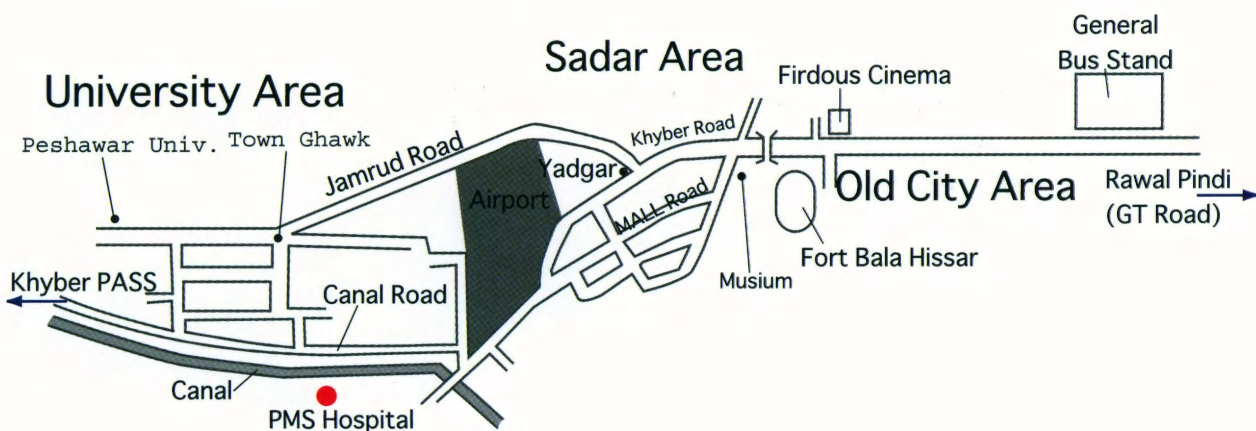 General
Bus Stand
Sadar Area
Firdous Cinema
University Area
Peshawar Univ.
Town Ghawk
Khyber Road
Jamrud Road
Yadgar
Airport
MALL Road
Old City Area
Rawal Pindi
(GT Road)
Fort Bala Hissar
Musium
Khyber PASS
Canal Road
Canal
PMS Hospital